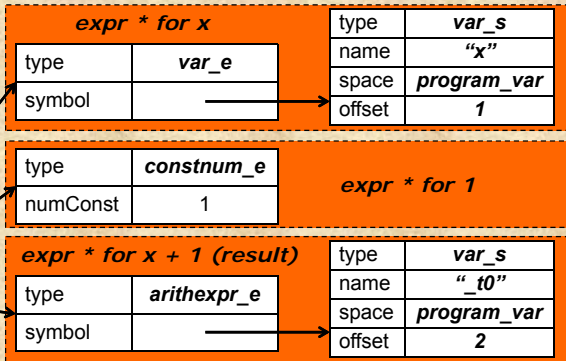 expr * for x
type var_e
symbol
type var_s
name “x”
space program_var
offset 1
type constnum_e
numConst 1
expr * for 1
expr * for x + 1 (result)
type arithexpr_e
symbol
type var_s
name “_t0”
space program_var
offset 2